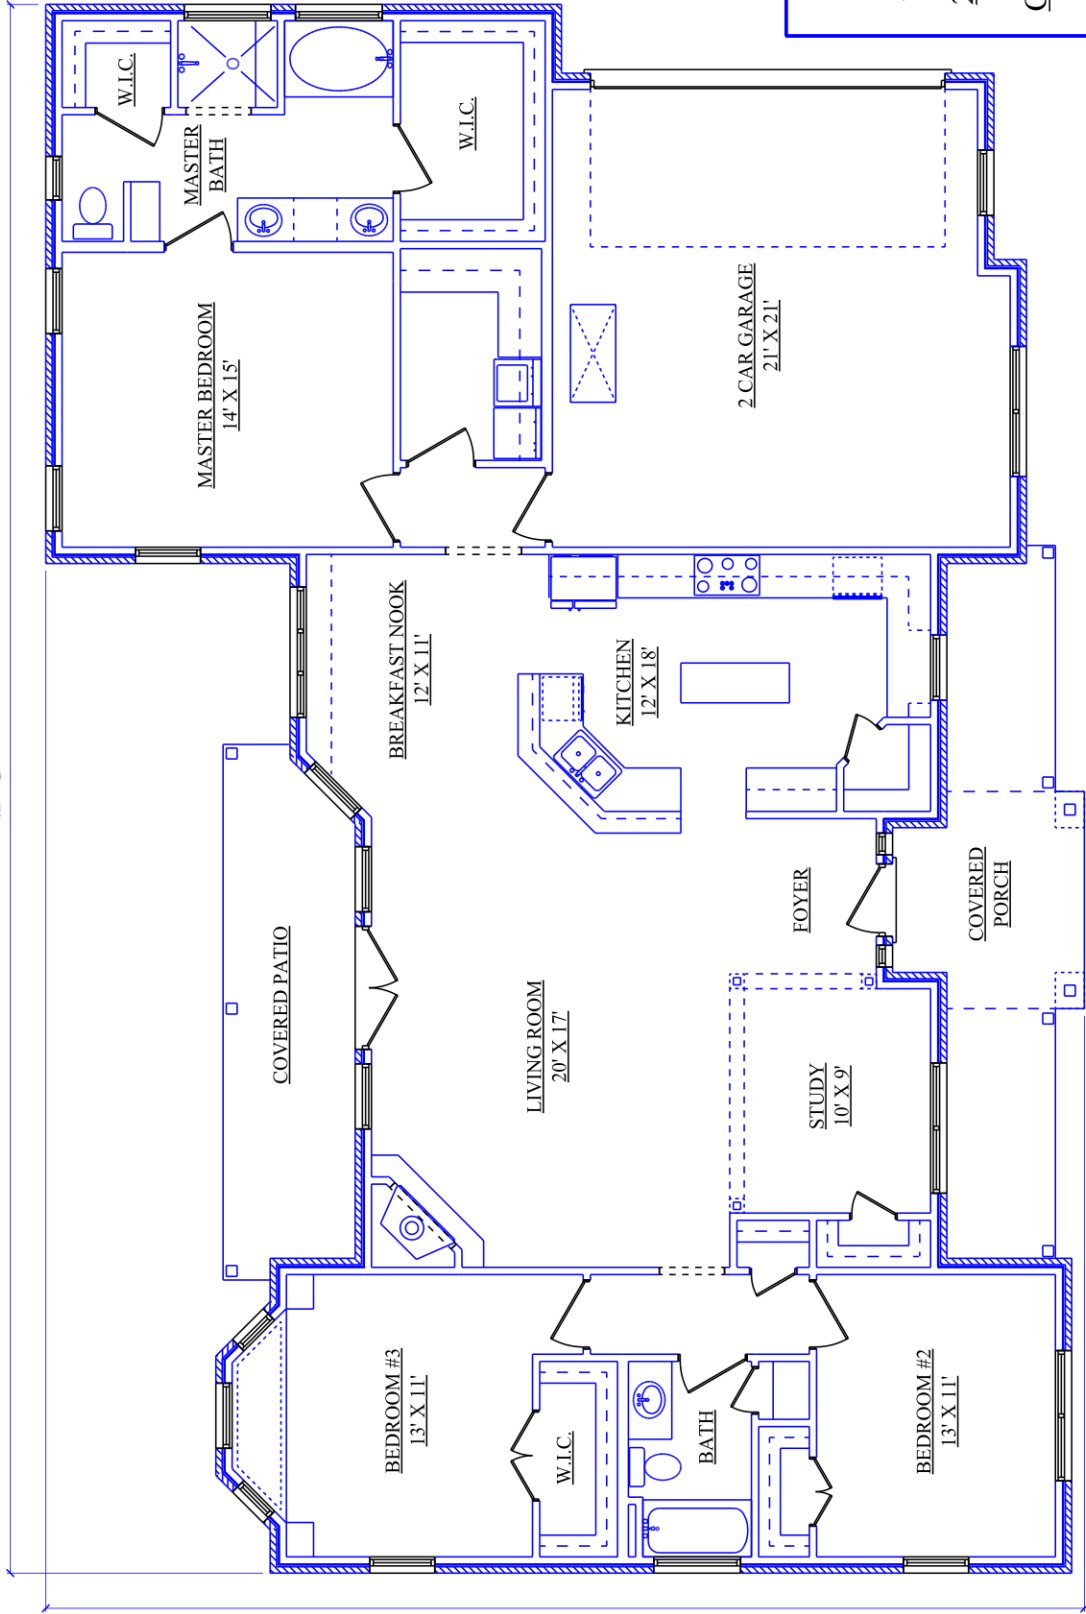 W.I.C.
MASTER
BATH
W.I.C.
MASTER BEDROOM
14' X 15'
2 CAR GARAGE
21' X 21'
BREAKFAST NOOK
12' X 11'
KITCHEN
12' X 18'
COVERED PATIO
LIVING ROOM
20' X 17'
FOYER
COVERED
PORCH
STUDY
10' X 9'
BEDROOM #3
13' X 11'
W.I.C.
BATH
BEDROOM #2
13' X 11'